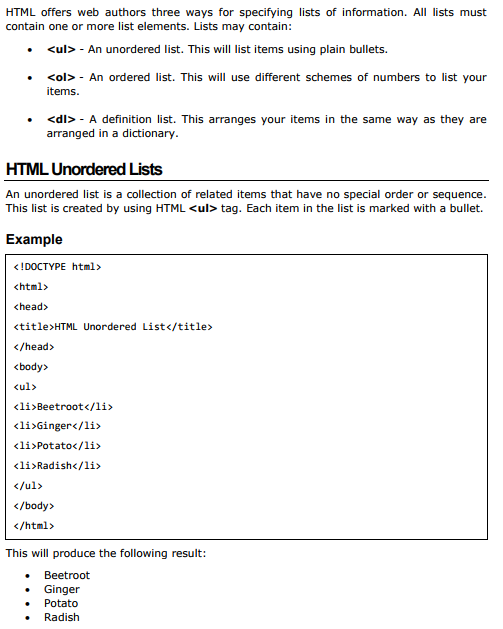 HTML offers web authors three ways for specifying lists of information. All lists must
contain one or more list elements. Lists may contain:
• <ul> - An unordered list. This will list items using plain bullets.
• <ol> - An ordered list. This will use different schemes of numbers to list your
items.
• <dl> - A definition list. This arranges your items in the same way as they are
arranged in a dictionary.
HTML Unordered Lists
An unordered list is a collection of related items that have no special order or sequence.
This list is created by using HTML <ul> tag. Each item in the list is marked with a bullet.
Example
<!DOCTYPE html>
<html>
<head>
<title>HTML Unordered List</title>
</head>
<body>
<ul>
<li>Beetroot</li>
<li>Ginger</li>
<li>Potato</li>
<li>Radish</li>
</ul>
</body>
</html>
This will produce the following result:
• Beetroot
• Ginger
• Potato
• Radish